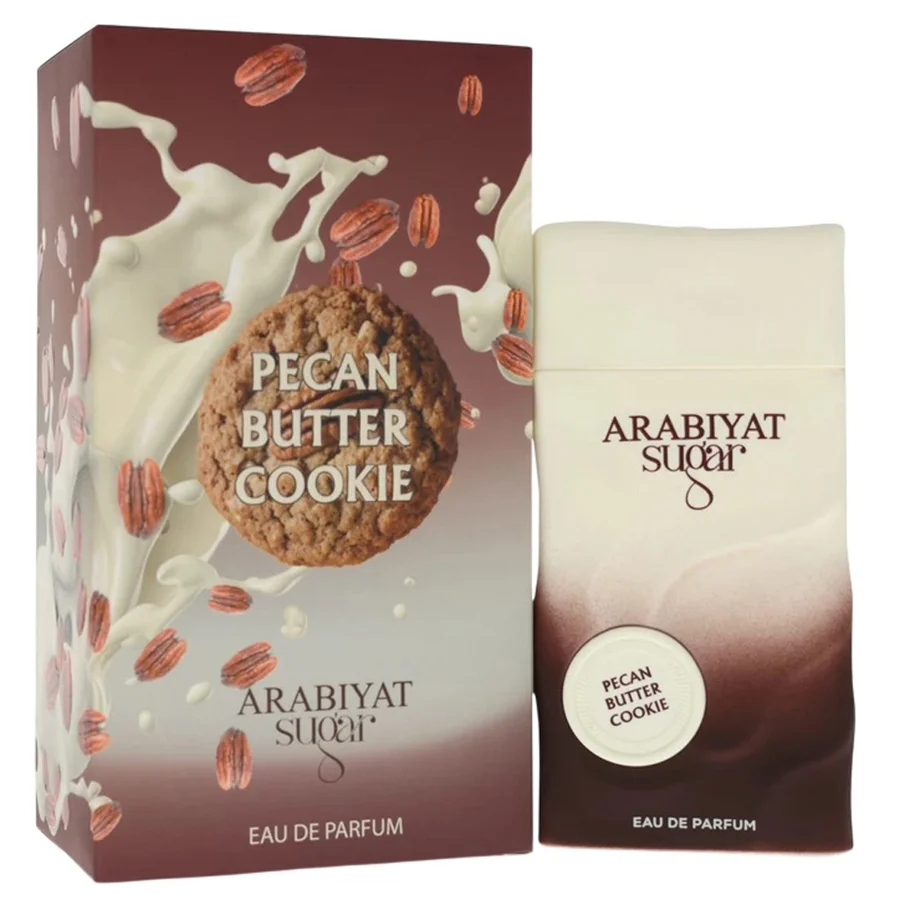 PECAN
BUTTER
COOKIE
ARABIYAT
sugar
EAU DE PARFUM
ARABIYAT
sugar
PECAN
BUTTER
COOKIE
EAU DE PARFUM